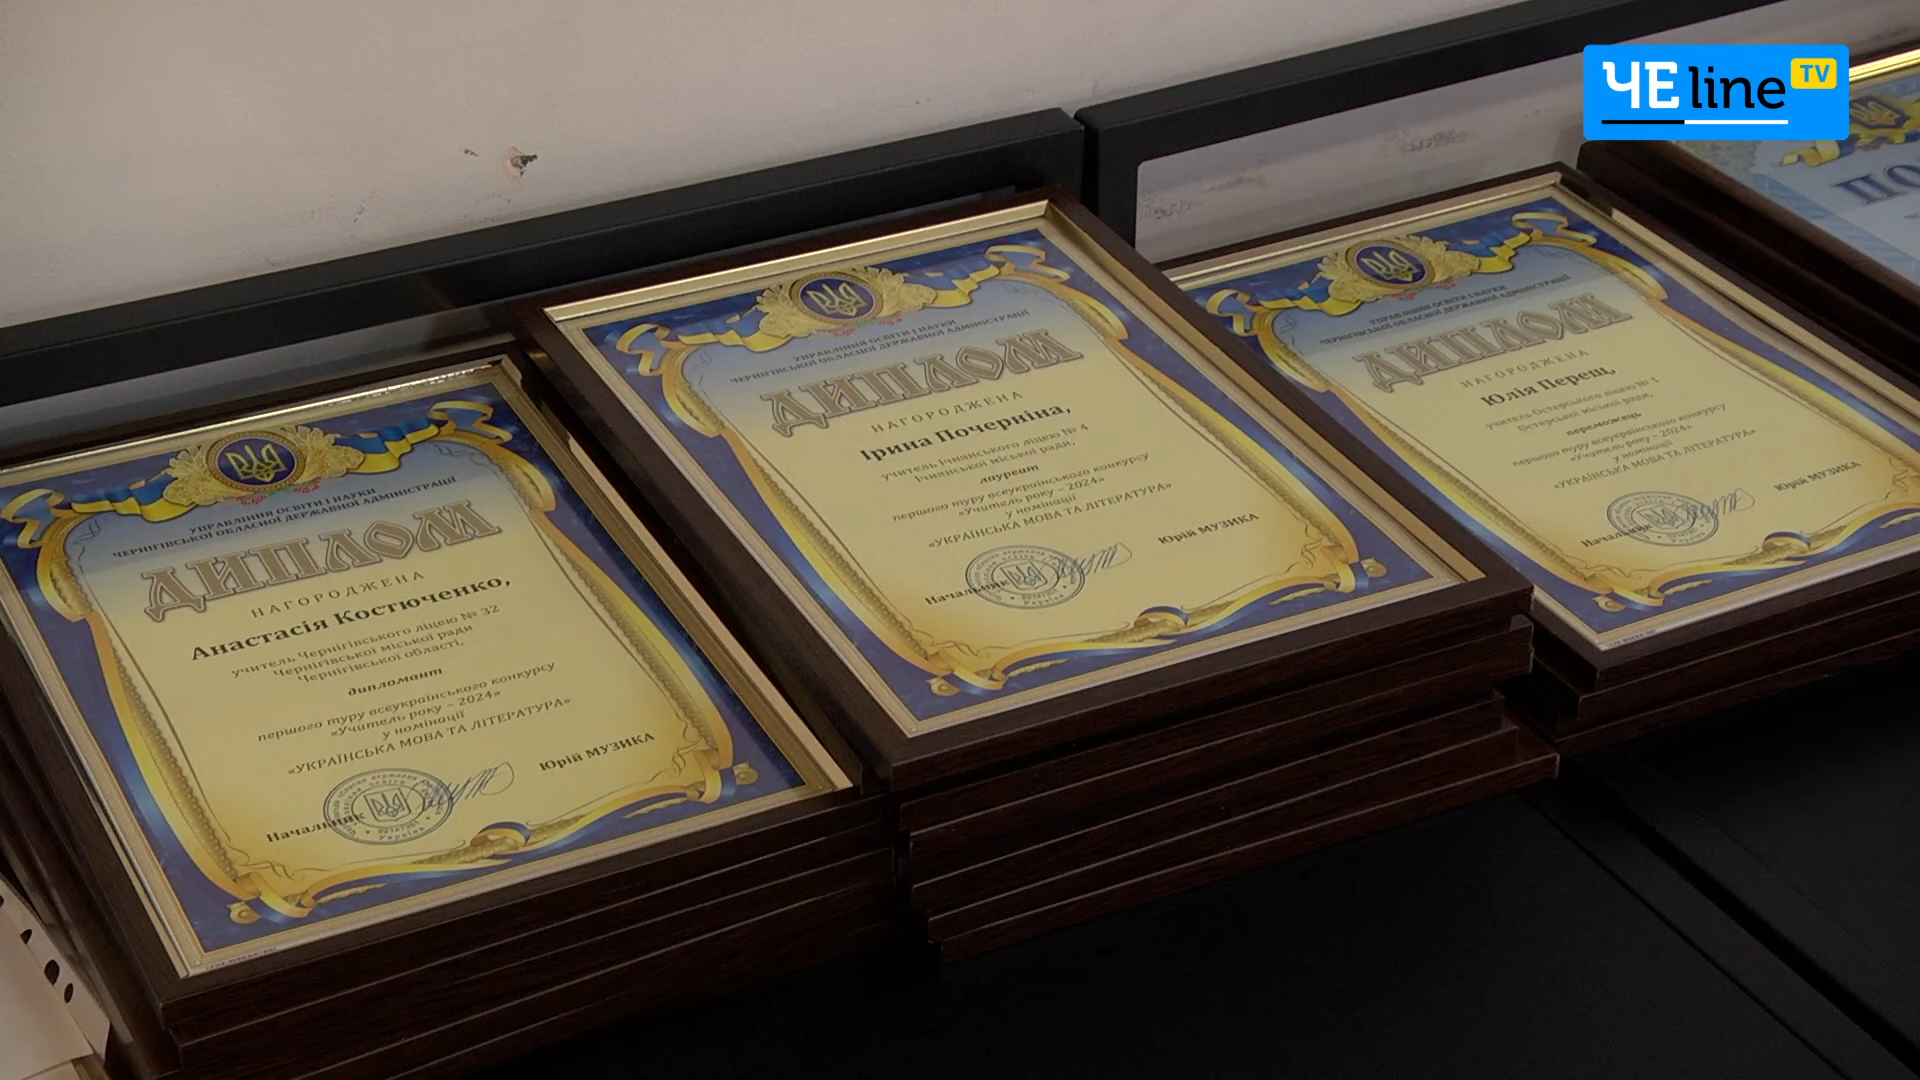 ЧЕline TV
УПРАВЛІННЯ ОСВІТИ І НАУКИ
ЧЕРНІГІВСЬКОЇ ОБЛАСНОЇ ДЕРЖАВНОЇ АДМІНІСТРАЦІЇ
ДИПЛОМ
НАГОРОДЖЕНА
Анастасія Костюченко,
учитель Чернігівського ліцею № 32
Чернігівської міської ради
Чернігівської області,
дипломант
першого туру всеукраїнського конкурсу
«Учитель року – 2024»
у номінації
«УКРАЇНСЬКА МОВА ТА ЛІТЕРАТУРА»
Начальник Юрій МУЗИКА
УПРАВЛІННЯ ОСВІТИ І НАУКИ
ЧЕРНІГІВСЬКОЇ ОБЛАСНОЇ ДЕРЖАВНОЇ АДМІНІСТРАЦІЇ
ДИПЛОМ
НАГОРОДЖЕНА
Ірина Почерніна,
учитель Ічнянського ліцею № 4
Ічнянської міської ради,
лауреат
першого туру всеукраїнського конкурсу
«Учитель року – 2024»
у номінації
«УКРАЇНСЬКА МОВА ТА ЛІТЕРАТУРА»
Начальник Юрій МУЗИКА
УПРАВЛІННЯ ОСВІТИ І НАУКИ
ЧЕРНІГІВСЬКОЇ ОБЛАСНОЇ ДЕРЖАВНОЇ АДМІНІСТРАЦІЇ
ДИПЛОМ
НАГОРОДЖЕНА
Юлія Перец,
учитель Остерського ліцею № 1
Остерської міської ради,
переможець
першого туру всеукраїнського конкурсу
«Учитель року – 2024»
у номінації
«УКРАЇНСЬКА МОВА ТА ЛІТЕРАТУРА»
Начальник Юрій МУЗИКА